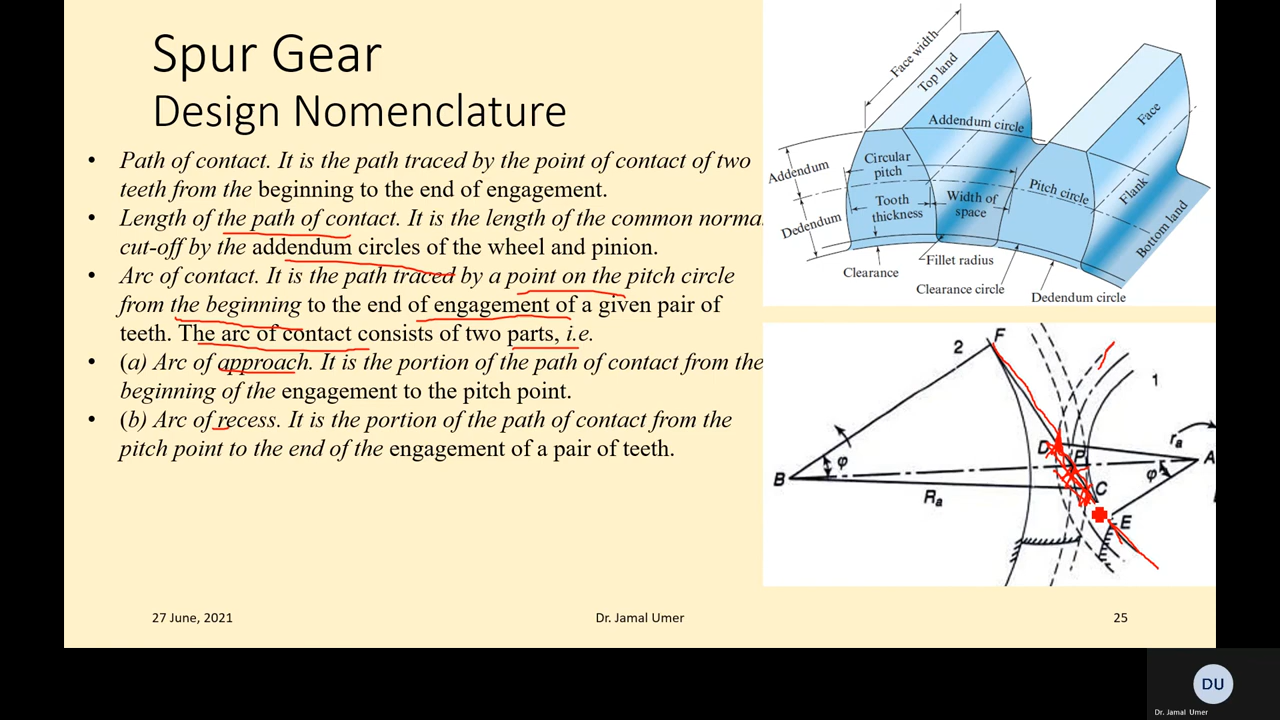 Spur Gear
Design Nomenclature
• Path of contact. It is the path traced by the point of contact of two
teeth from the beginning to the end of engagement.
• Length of the path of contact. It is the length of the common norma
cut-off by the addendum circles of the wheel and pinion.
• Arc of contact. It is the path traced by a point on the pitch circle
from the beginning to the end of engagement of a given pair of
teeth. The arc of contact consists of two parts, i.e.
• (a) Arc of approach. It is the portion of the path of contact from the
beginning of the engagement to the pitch point.
• (b) Arc of recess. It is the portion of the path of contact from the
pitch point to the end of the engagement of a pair of teeth.
Face width
Top land
Addendum circle
Face
Addendum
Circular
pitch
Pitch circle
Flank
Dedendum
Tooth
thickness
Width of
space
Bottom land
Clearance
Fillet radius
Clearance circle
Dedendum circle
2
F
1
D
P
ra
A
B
φ
φ
Ra
C
E
27 June, 2021
Dr. Jamal Umer
25
DU
Dr. Jamal Umer